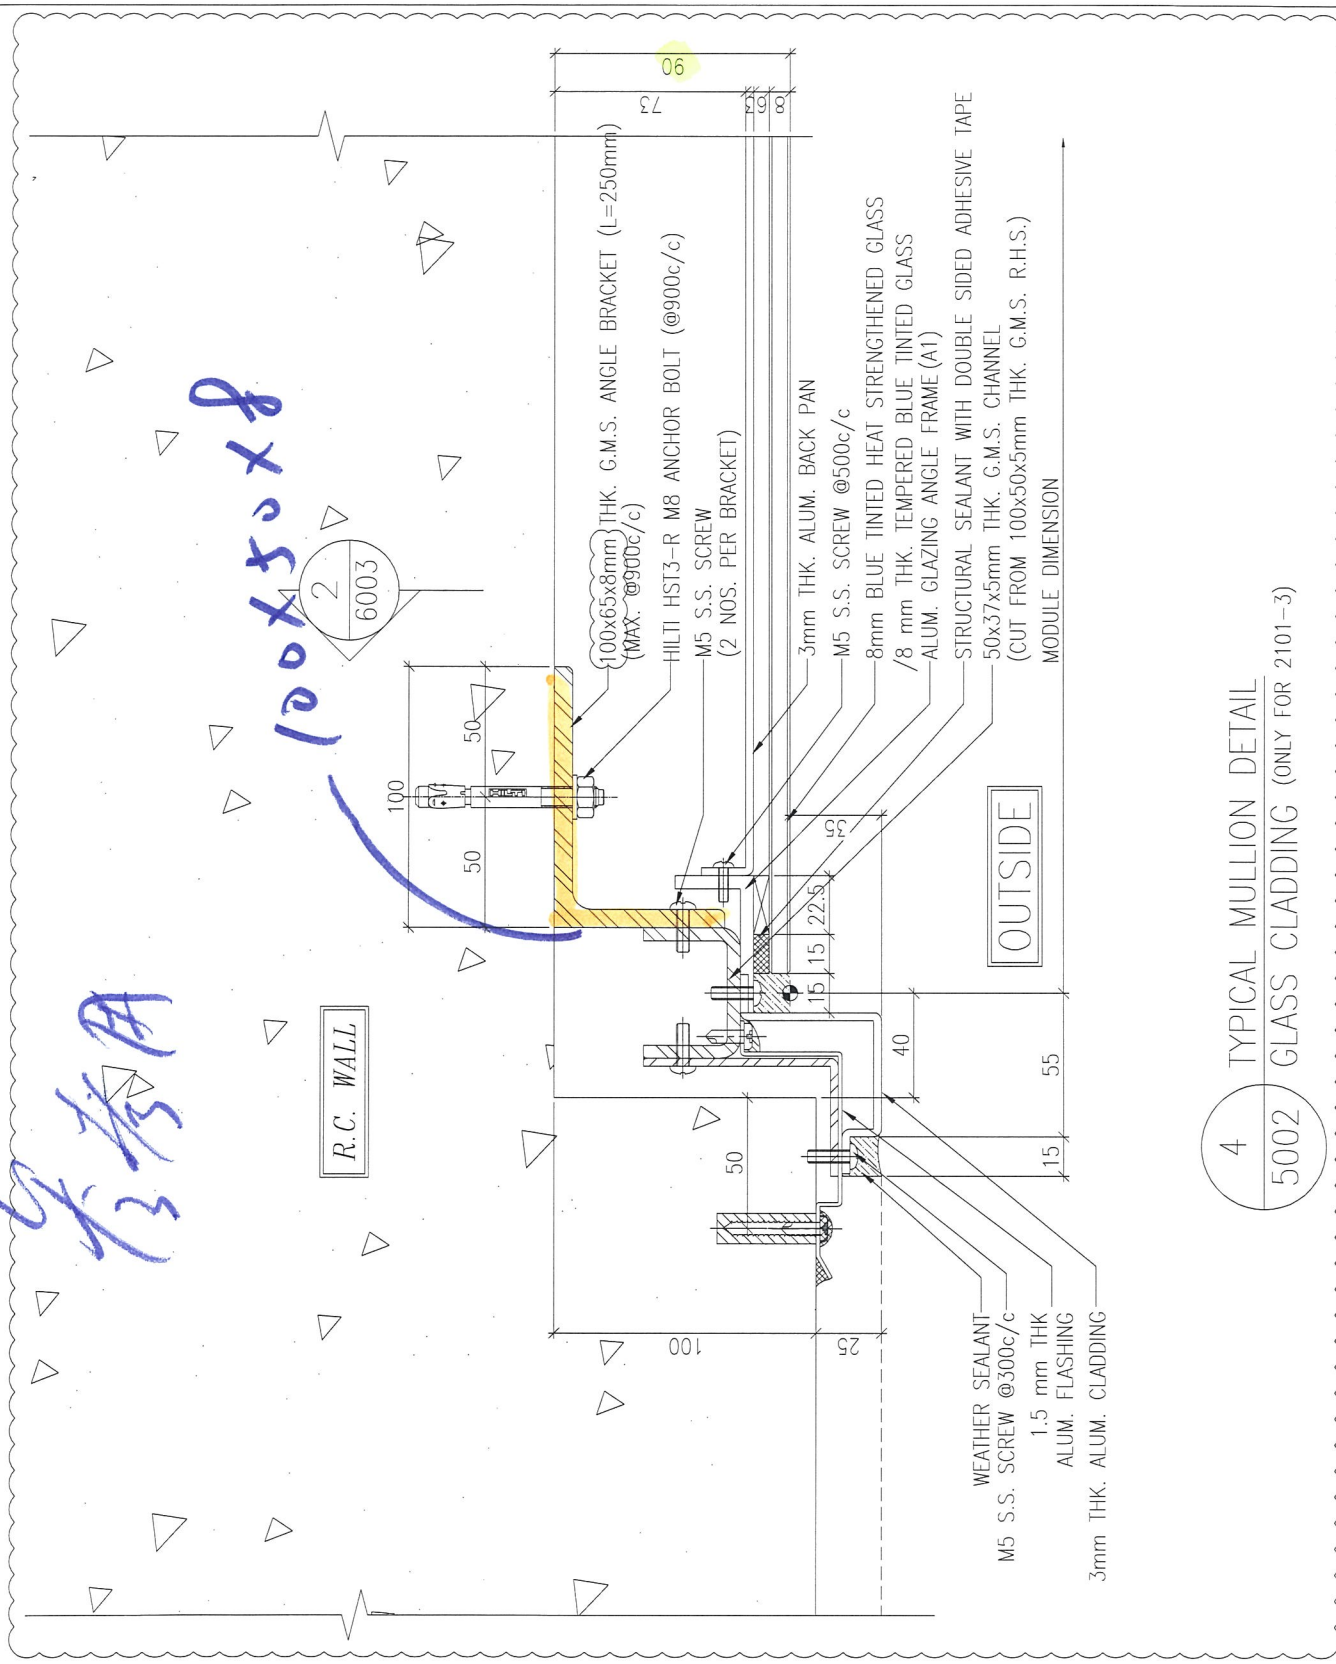 90
73
3
6
8
100x65x8mm THK. G.M.S. ANGLE BRACKET (L=250mm)
(MAX. @900c/c)
HILTI HST3-R M8 ANCHOR BOLT (@900c/c)
M5 S.S. SCREW
(2 NOS. PER BRACKET)
3mm THK. ALUM. BACK PAN
M5 S.S. SCREW @500c/c
8mm BLUE TINTED HEAT STRENGTHENED GLASS
/8 mm THK. TEMPERED BLUE TINTED GLASS
ALUM. GLAZING ANGLE FRAME(A1)
STRUCTURAL SEALANT WITH DOUBLE SIDED ADHESIVE TAPE
50x37x5mm THK. G.M.S. CHANNEL
(CUT FROM 100x50x5mm THK. G.M.S. R.H.S.)
MODULE DIMENSION
100x50x8
2
6003
100
50
50
HILTI
R.C. WALL
35
22.5
15
15
40
55
15
50
100
25
OUTSIDE
WEATHER SEALANT
M5 S.S. SCREW @300c/c
1.5 mm THK
ALUM. FLASHING
3mm THK. ALUM. CLADDING
4
5002
TYPICAL MULLION DETAIL
GLASS CLADDING (ONLY FOR 2101-3)